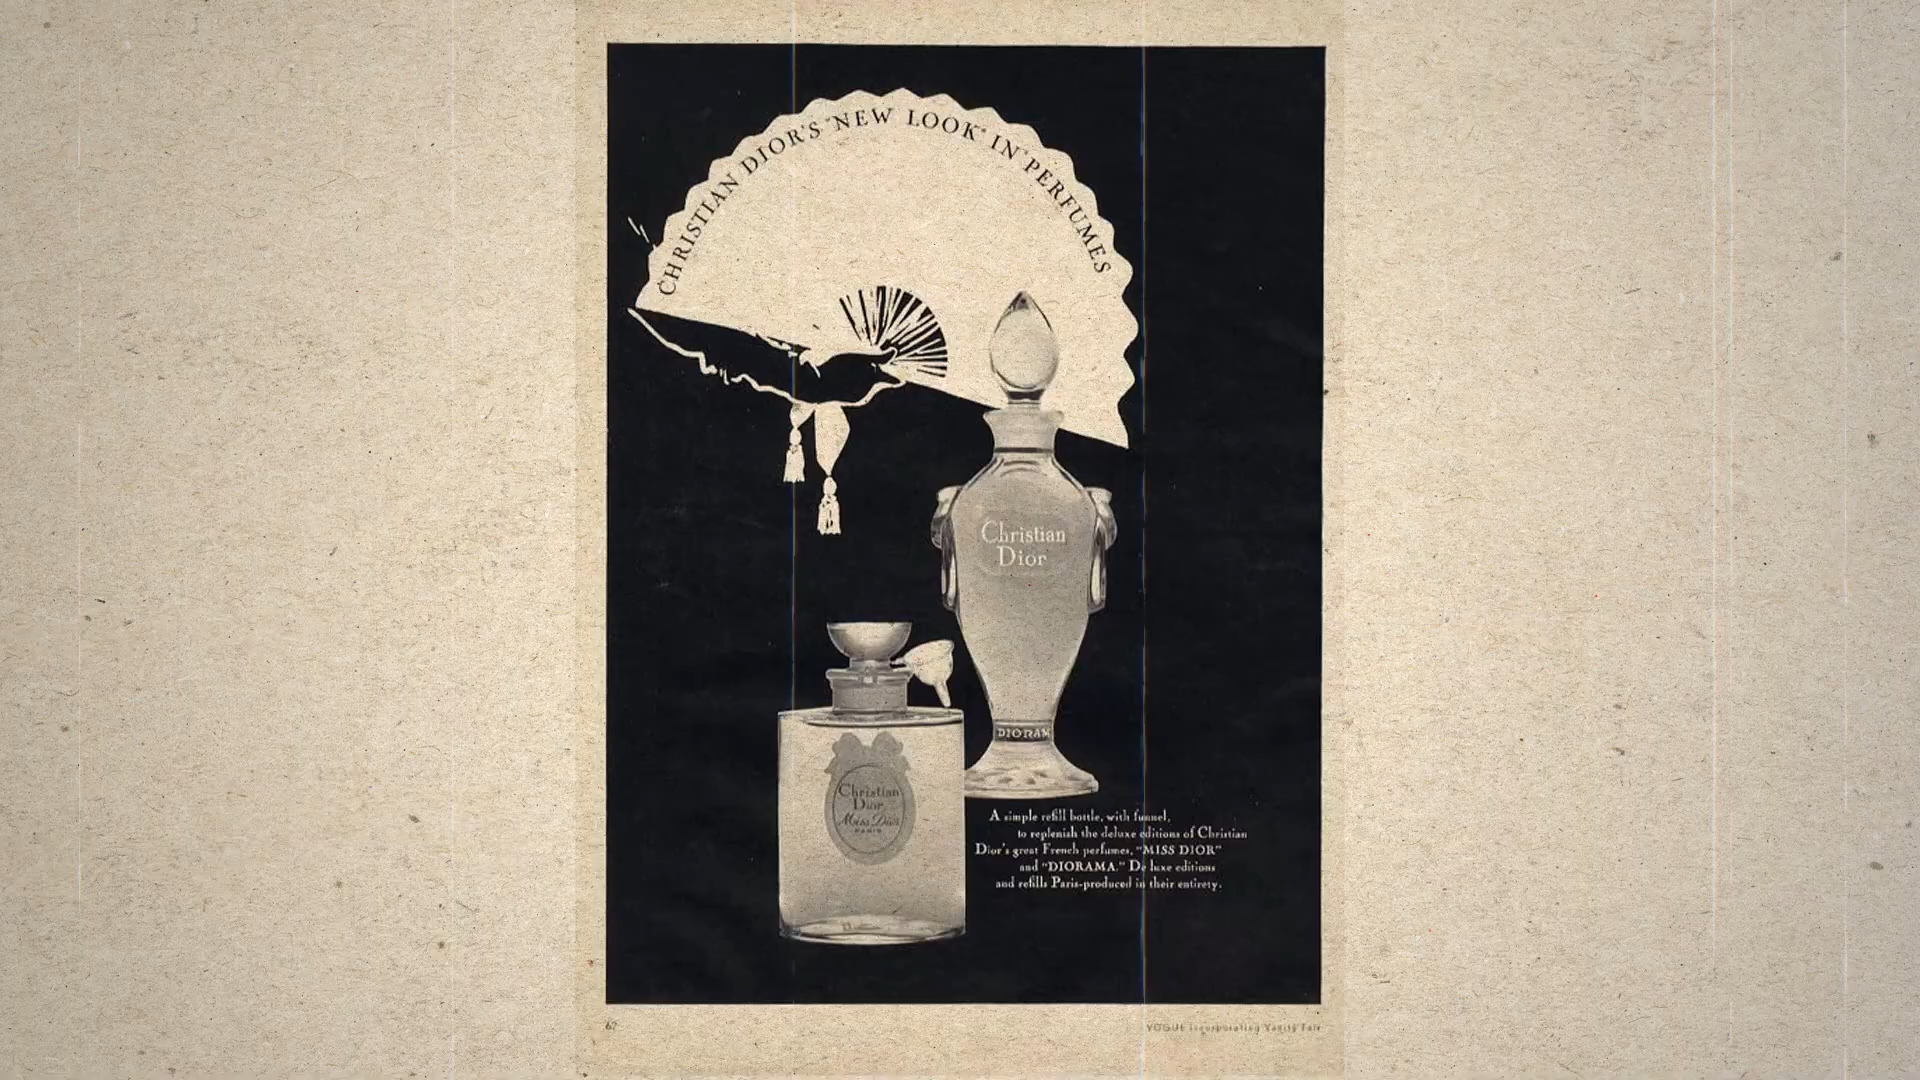 CHRISTIAN DIOR'S "NEW LOOK" IN PERFUMES
Christian
Dior
DIORAM
Christian
Dior
Miss Dior
PARIS
A simple refill bottle, with funnel,
to replenish the deluxe editions of Christian
Dior's great French perfumes, "MISS DIOR"
and "DIORAMA." De luxe editions
and refills Paris-produced in their entirety.
67
VOGUE incorporating Vanity Fair